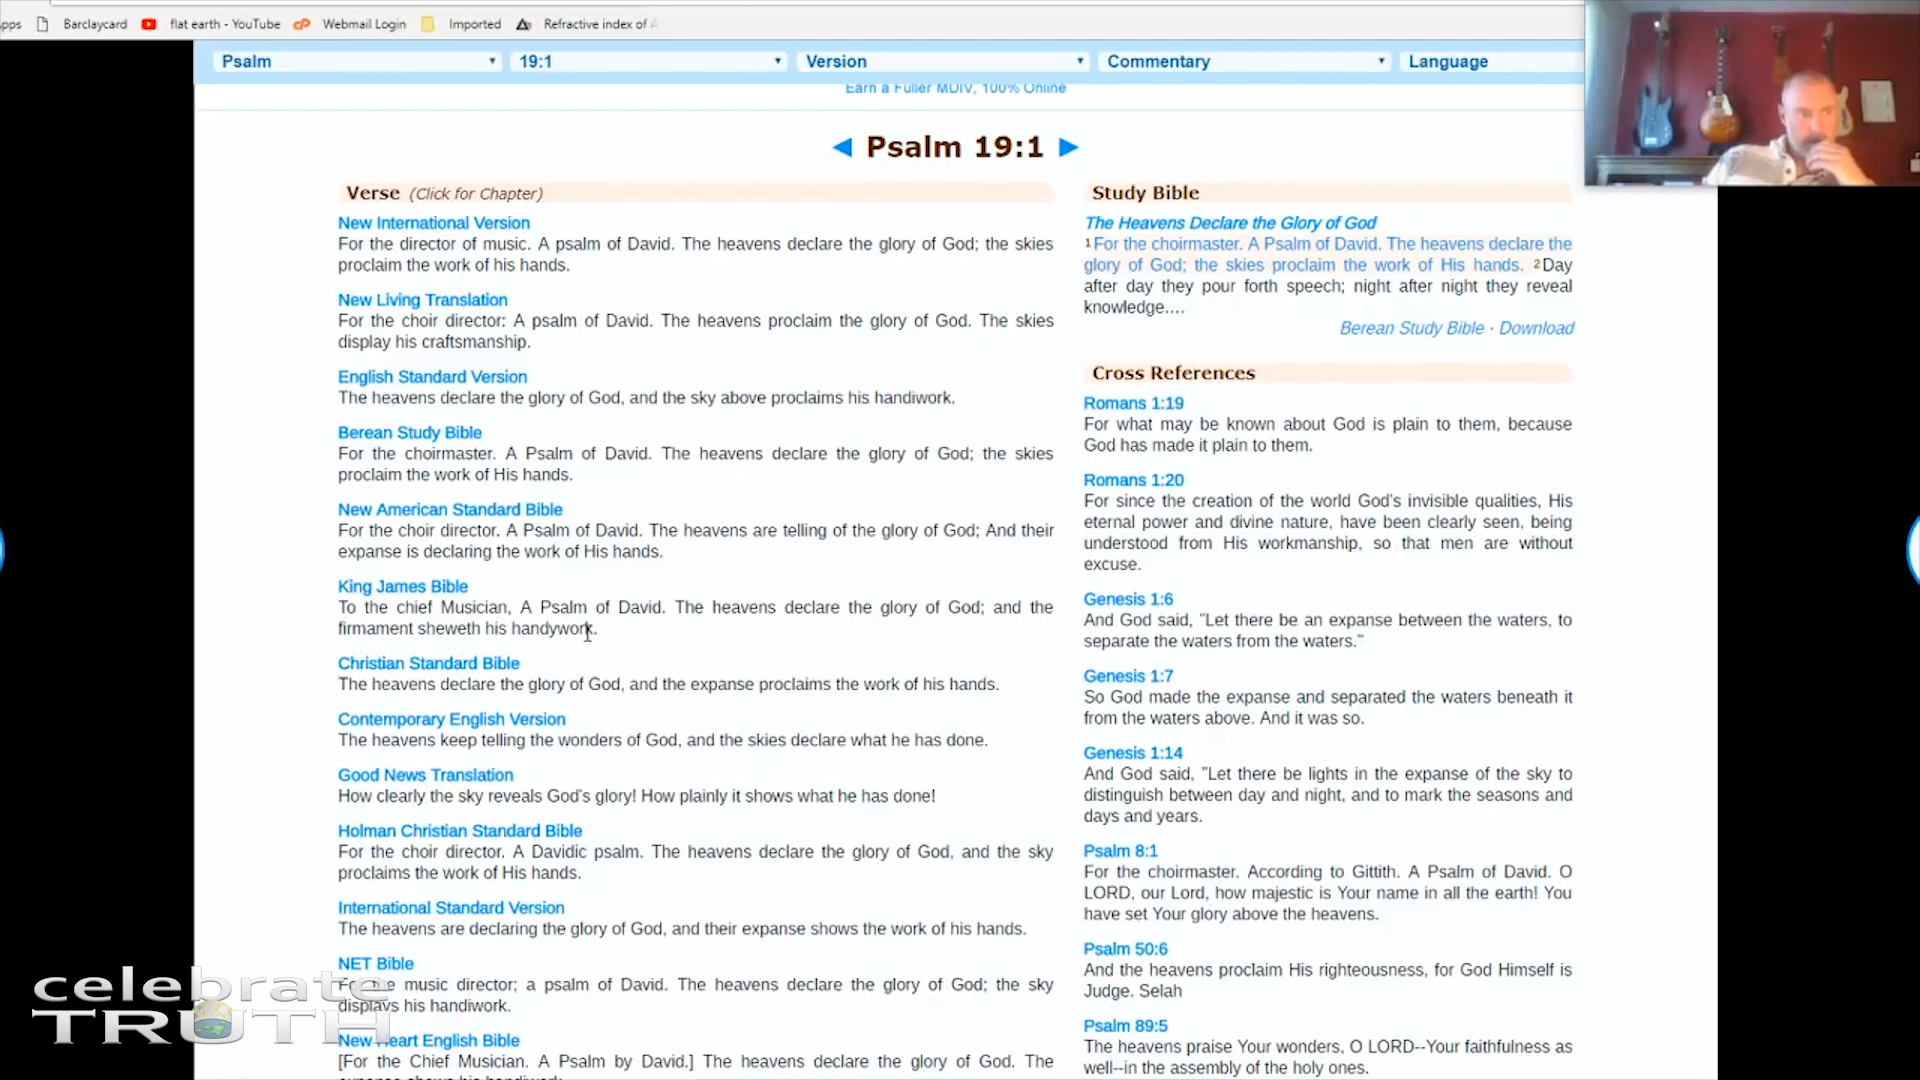 pps
Barclaycard
flat earth - YouTube
Webmail Login
Imported
Refractive index of
Psalm
19:1
Version
Commentary
Language
Earn a Fuller MDIV, 100% Online
Psalm 19:1
Verse (Click for Chapter)
New International Version
For the director of music. A psalm of David. The heavens declare the glory of God; the skies
proclaim the work of his hands.
New Living Translation
For the choir director: A psalm of David. The heavens proclaim the glory of God. The skies
display his craftsmanship.
English Standard Version
The heavens declare the glory of God, and the sky above proclaims his handiwork.
Berean Study Bible
For the choirmaster. A Psalm of David. The heavens declare the glory of God; the skies
proclaim the work of His hands.
New American Standard Bible
For the choir director. A Psalm of David. The heavens are telling of the glory of God; And their
expanse is declaring the work of His hands.
King James Bible
To the chief Musician, A Psalm of David. The heavens declare the glory of God; and the
firmament sheweth his handywork.
Christian Standard Bible
The heavens declare the glory of God, and the expanse proclaims the work of his hands.
Contemporary English Version
The heavens keep telling the wonders of God, and the skies declare what he has done.
Good News Translation
How clearly the sky reveals God's glory! How plainly it shows what he has done!
Holman Christian Standard Bible
For the choir director. A Davidic psalm. The heavens declare the glory of God, and the sky
proclaims the work of His hands.
International Standard Version
The heavens are declaring the glory of God, and their expanse shows the work of his hands.
NET Bible
music director; a psalm of David. The heavens declare the glory of God; the sky
displays his handiwork.
New Heart English Bible
[For the Chief Musician. A Psalm by David.] The heavens declare the glory of God. The
Study Bible
The Heavens Declare the Glory of God
1For the choirmaster. A Psalm of David. The heavens declare the
glory of God; the skies proclaim the work of His hands. 2Day
after day they pour forth speech; night after night they reveal
knowledge....
Berean Study Bible · Download
Cross References
Romans 1:19
For what may be known about God is plain to them, because
God has made it plain to them.
Romans 1:20
For since the creation of the world God's invisible qualities, His
eternal power and divine nature, have been clearly seen, being
understood from His workmanship, so that men are without
excuse.
Genesis 1:6
And God said, "Let there be an expanse between the waters, to
separate the waters from the waters."
Genesis 1:7
So God made the expanse and separated the waters beneath it
from the waters above. And it was so.
Genesis 1:14
And God said, "Let there be lights in the expanse of the sky to
distinguish between day and night, and to mark the seasons and
days and years.
Psalm 8:1
For the choirmaster. According to Gittith. A Psalm of David. O
LORD, our Lord, how majestic is Your name in all the earth! You
have set Your glory above the heavens.
Psalm 50:6
And the heavens proclaim His righteousness, for God Himself is
Judge. Selah
Psalm 89:5
The heavens praise Your wonders, O LORD--Your faithfulness as
well--in the assembly of the holy ones.
celebrate
TRUTH